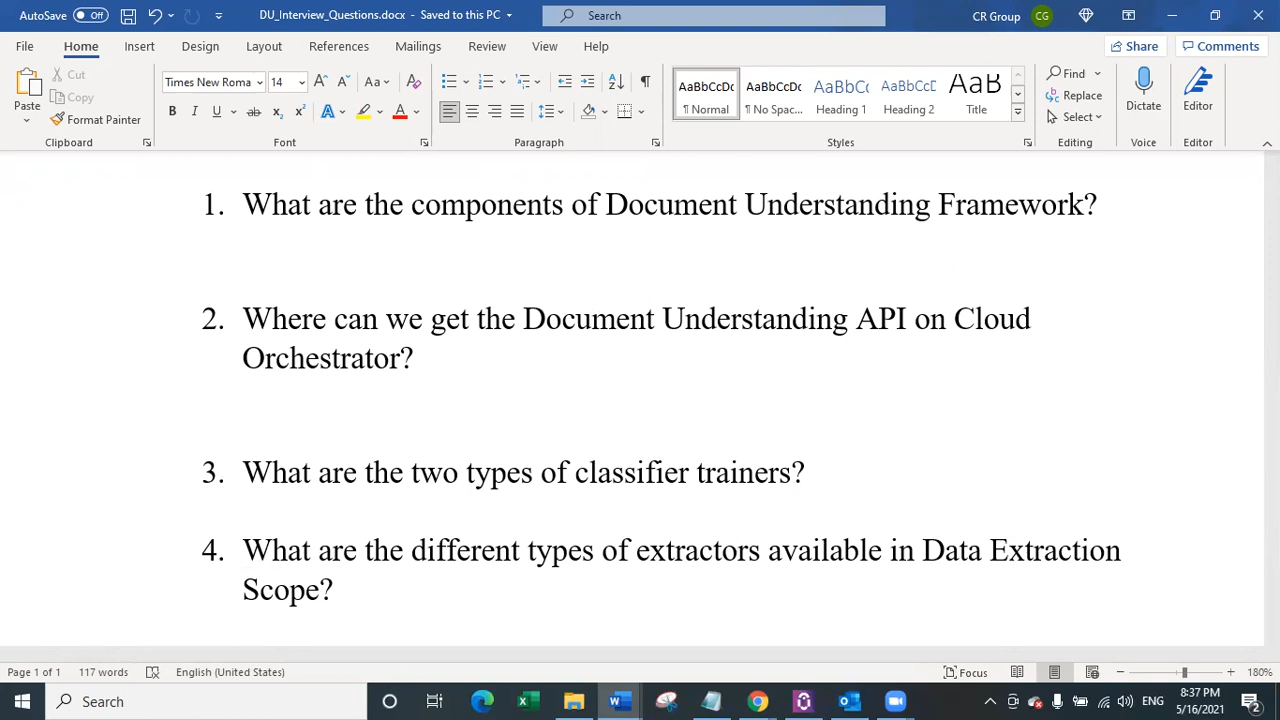 AutoSave Off DU_Interview_Questions.docx - Saved to this PC Search CR Group CG
File Home Insert Design Layout References Mailings Review View Help Share Comments
Paste Cut Copy Format Painter
Times New Roma 14
AaBbCcDc AaBbCcDc AaBbCc AaBbCcD AaB
¶ Normal ¶ No Spac... Heading 1 Heading 2 Title
Find Replace Select
Dictate Editor
Clipboard Font Paragraph Styles Editing Voice Editor
1. What are the components of Document Understanding Framework?
2. Where can we get the Document Understanding API on Cloud
Orchestrator?
3. What are the two types of classifier trainers?
4. What are the different types of extractors available in Data Extraction
Scope?
Page 1 of 1 117 words English (United States) Focus 180%
Search ENG 8:37 PM
5/16/2021 2